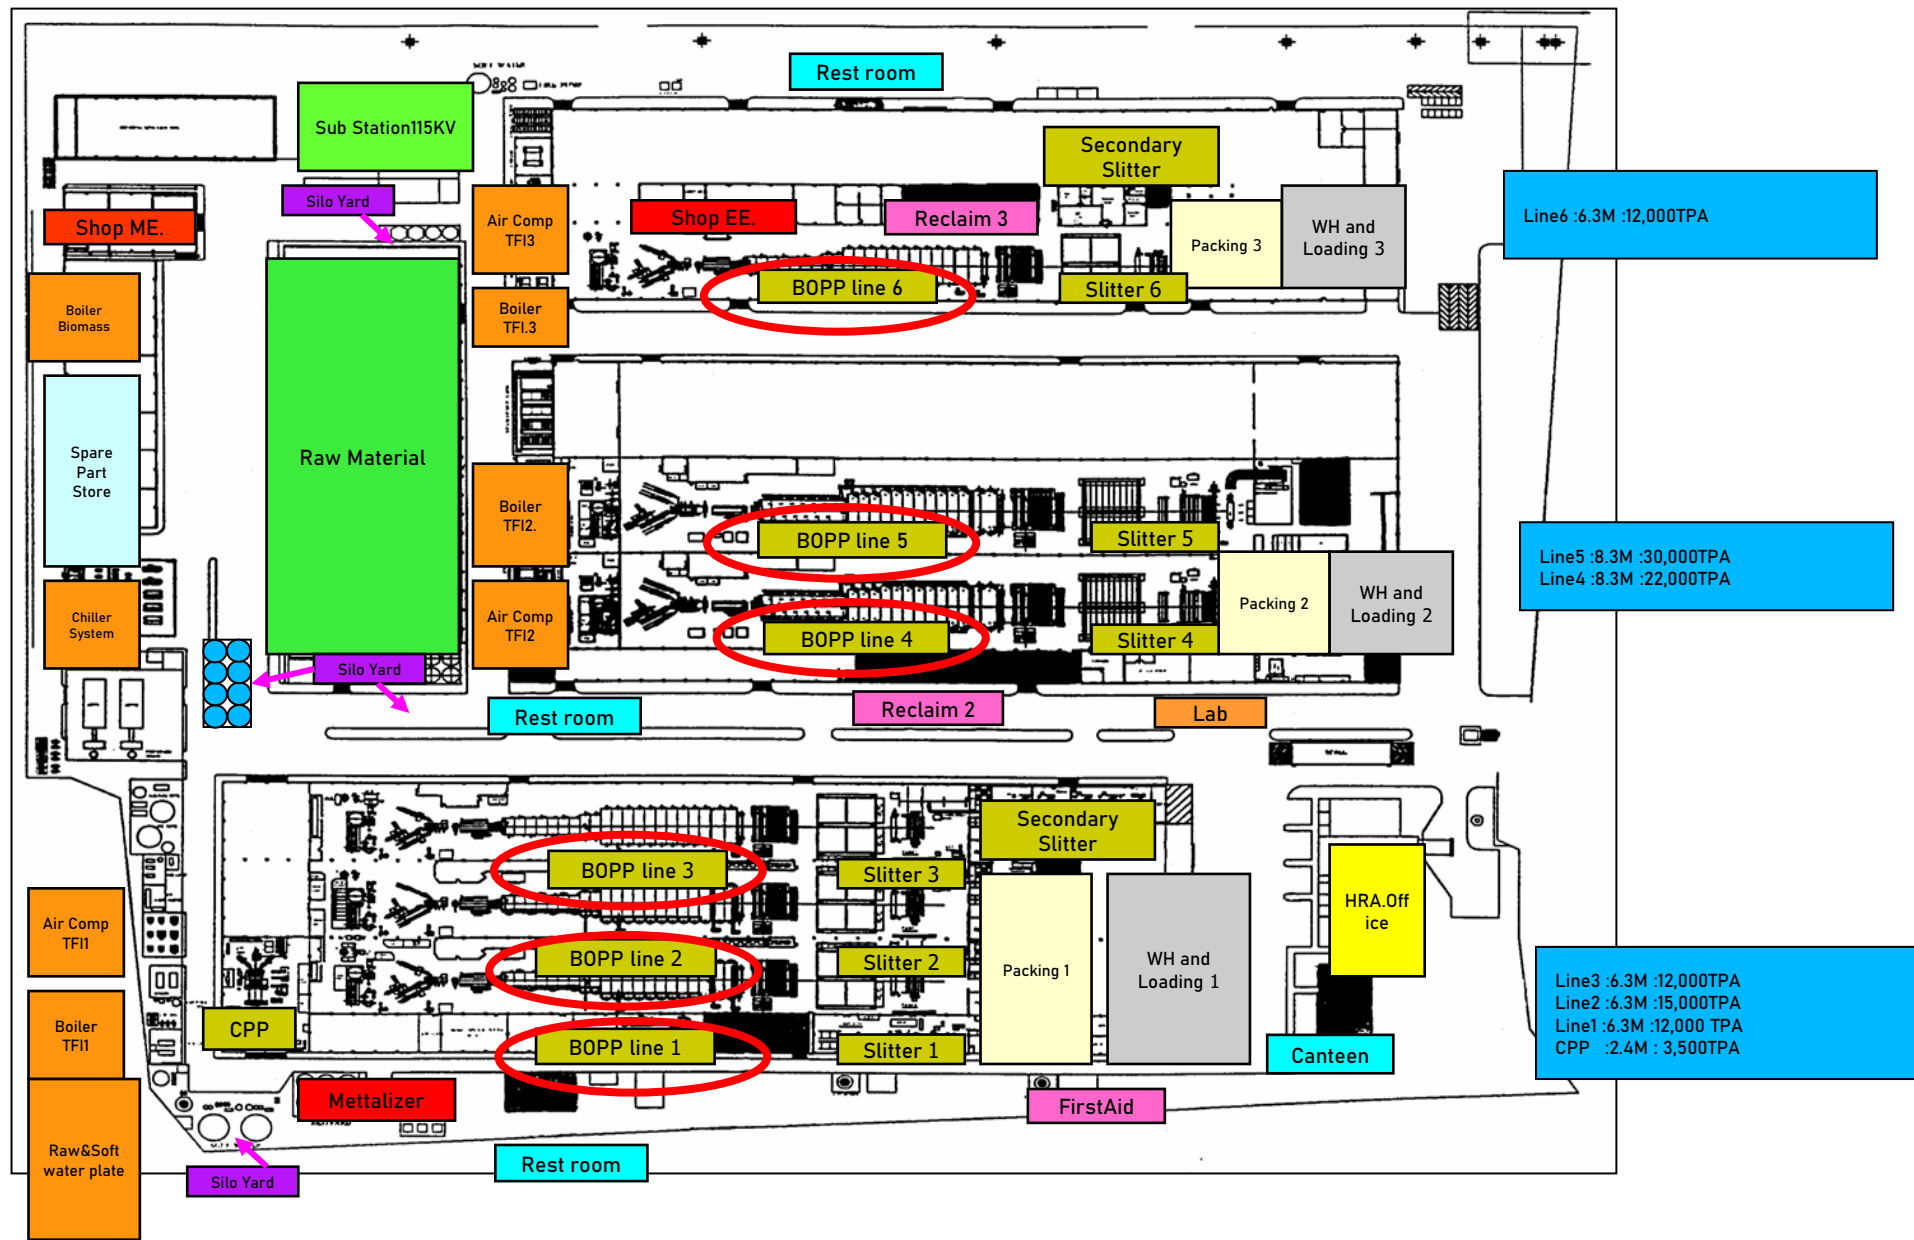 Rest room
Sub Station115KV
Secondary
Slitter
Silo Yard
Shop ME.
Air Comp
TFI3
Shop EE.
Reclaim 3
Packing 3
WH and
Loading 3
Line6 :6.3M :12,000TPA
Boiler
Biomass
Boiler
TFI.3
BOPP line 6
Slitter 6
Spare
Part
Store
Raw Material
Boiler
TFI2.
BOPP line 5
Slitter 5
Line5 :8.3M :30,000TPA
Line4 :8.3M :22,000TPA
Chiller
System
Air Comp
TFI2
BOPP line 4
Slitter 4
Packing 2
WH and
Loading 2
Silo Yard
Rest room
Reclaim 2
Lab
Secondary
Slitter
BOPP line 3
Slitter 3
HRA.Off
ice
Air Comp
TFI1
BOPP line 2
Slitter 2
Packing 1
WH and
Loading 1
Line3 :6.3M :12,000TPA
Line2 :6.3M :15,000TPA
Line1 :6.3M :12,000 TPA
CPP :2.4M : 3,500TPA
Boiler
TFI1
CPP
BOPP line 1
Slitter 1
Canteen
Mettalizer
FirstAid
Raw&Soft
water plate
Rest room
Silo Yard